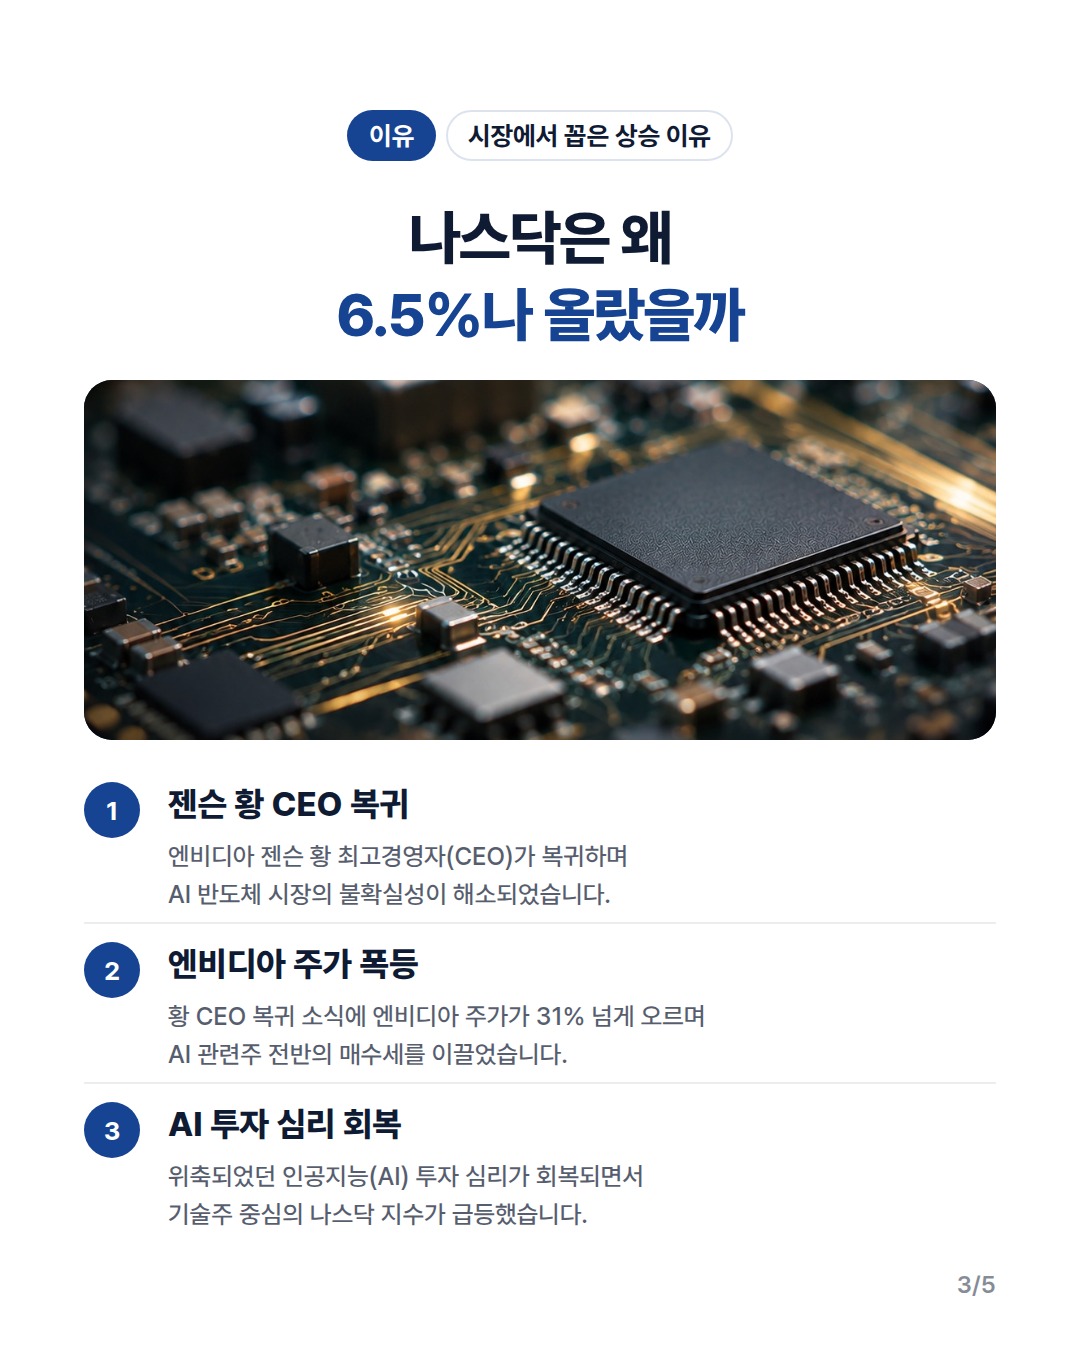 이유
시장에서 꼽은 상승 이유
나스닥은 왜
6.5%나 올랐을까
1
젠슨 황 CEO 복귀
엔비디아 젠슨 황 최고경영자(CEO)가 복귀하며
AI 반도체 시장의 불확실성이 해소되었습니다.
2
엔비디아 주가 폭등
황 CEO 복귀 소식에 엔비디아 주가가 31% 넘게 오르며
AI 관련주 전반의 매수세를 이끌었습니다.
3
AI 투자 심리 회복
위축되었던 인공지능(AI) 투자 심리가 회복되면서
기술주 중심의 나스닥 지수가 급등했습니다.
3/5